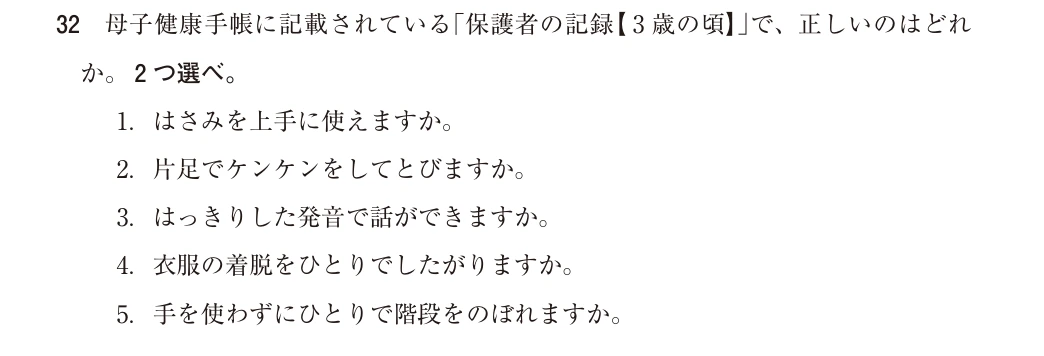 32 母子健康手帳に記載されている「保護者の記録【3歳の頃】」で、正しいのはどれ
か。2つ選べ。
1. はさみを上手に使えますか。
2. 片足でケンケンをしてとびますか。
3. はっきりした発音で話ができますか。
4. 衣服の着脱をひとりでしたがりますか。
5. 手を使わずにひとりで階段をのぼれますか。